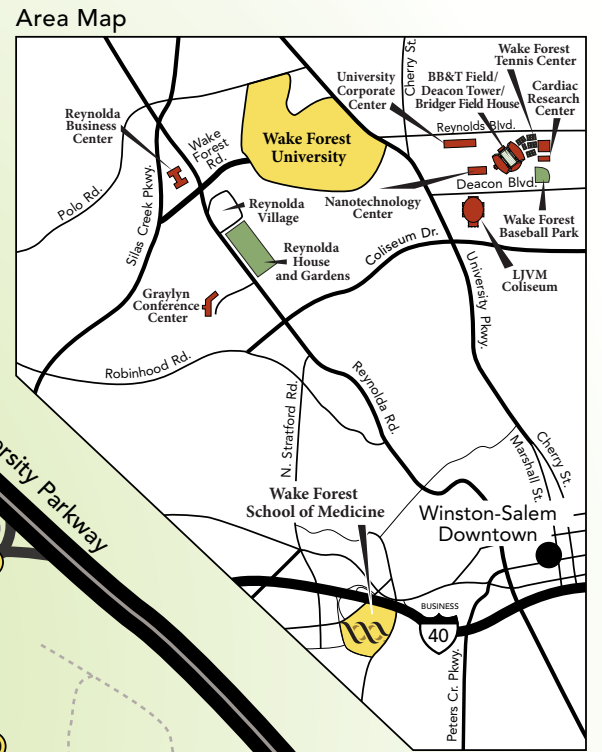 Area Map
Cherry St.
Wake Forest
Tennis Center
University
Corporate
Center
BB&T Field/
Deacon Tower/
Bridger Field House
Cardiac
Research
Center
Reynolda
Business
Center
Wake
Forest
Rd.
Wake Forest
University
Reynolds Blvd.
Polo Rd.
Silas Creek Pkwy.
Reynolda
Village
Nanotechnology
Center
Deacon Blvd.
Wake Forest
Baseball Park
Reynolda
House
and Gardens
Coliseum Dr.
LJVM
Coliseum
University Pkwy.
Graylyn
Conference
Center
Robinhood Rd.
N. Stratford Rd.
Reynolda Rd.
Marshall St.
Cherry St.
ersity Parkway
Wake Forest
School of Medicine
Winston-Salem
Downtown
BUSINESS
40
Peters Cr. Pkwy.